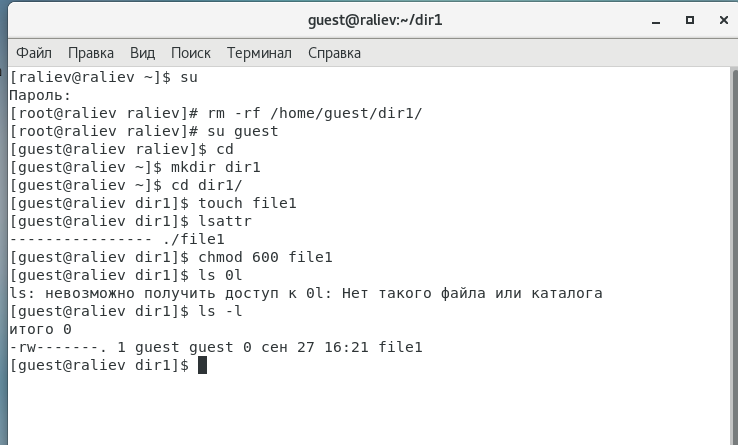 guest@raliev:~/dir1
Файл Правка Вид Поиск Терминал Справка
[raliev@raliev ~]$ su
Пароль:
[root@raliev raliev]# rm -rf /home/guest/dir1/
[root@raliev raliev]# su guest
[guest@raliev raliev]$ cd
[guest@raliev ~]$ mkdir dir1
[guest@raliev ~]$ cd dir1/
[guest@raliev dir1]$ touch file1
[guest@raliev dir1]$ lsattr
---------------- ./file1
[guest@raliev dir1]$ chmod 600 file1
[guest@raliev dir1]$ ls 0l
ls: невозможно получить доступ к 0l: Нет такого файла или каталога
[guest@raliev dir1]$ ls -l
итого 0
-rw-------. 1 guest guest 0 сен 27 16:21 file1
[guest@raliev dir1]$